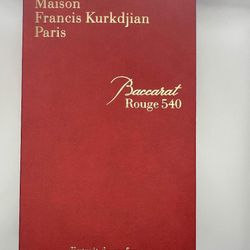 Maison
Francis Kurkdjian
Paris
Baccarat
Rouge 540